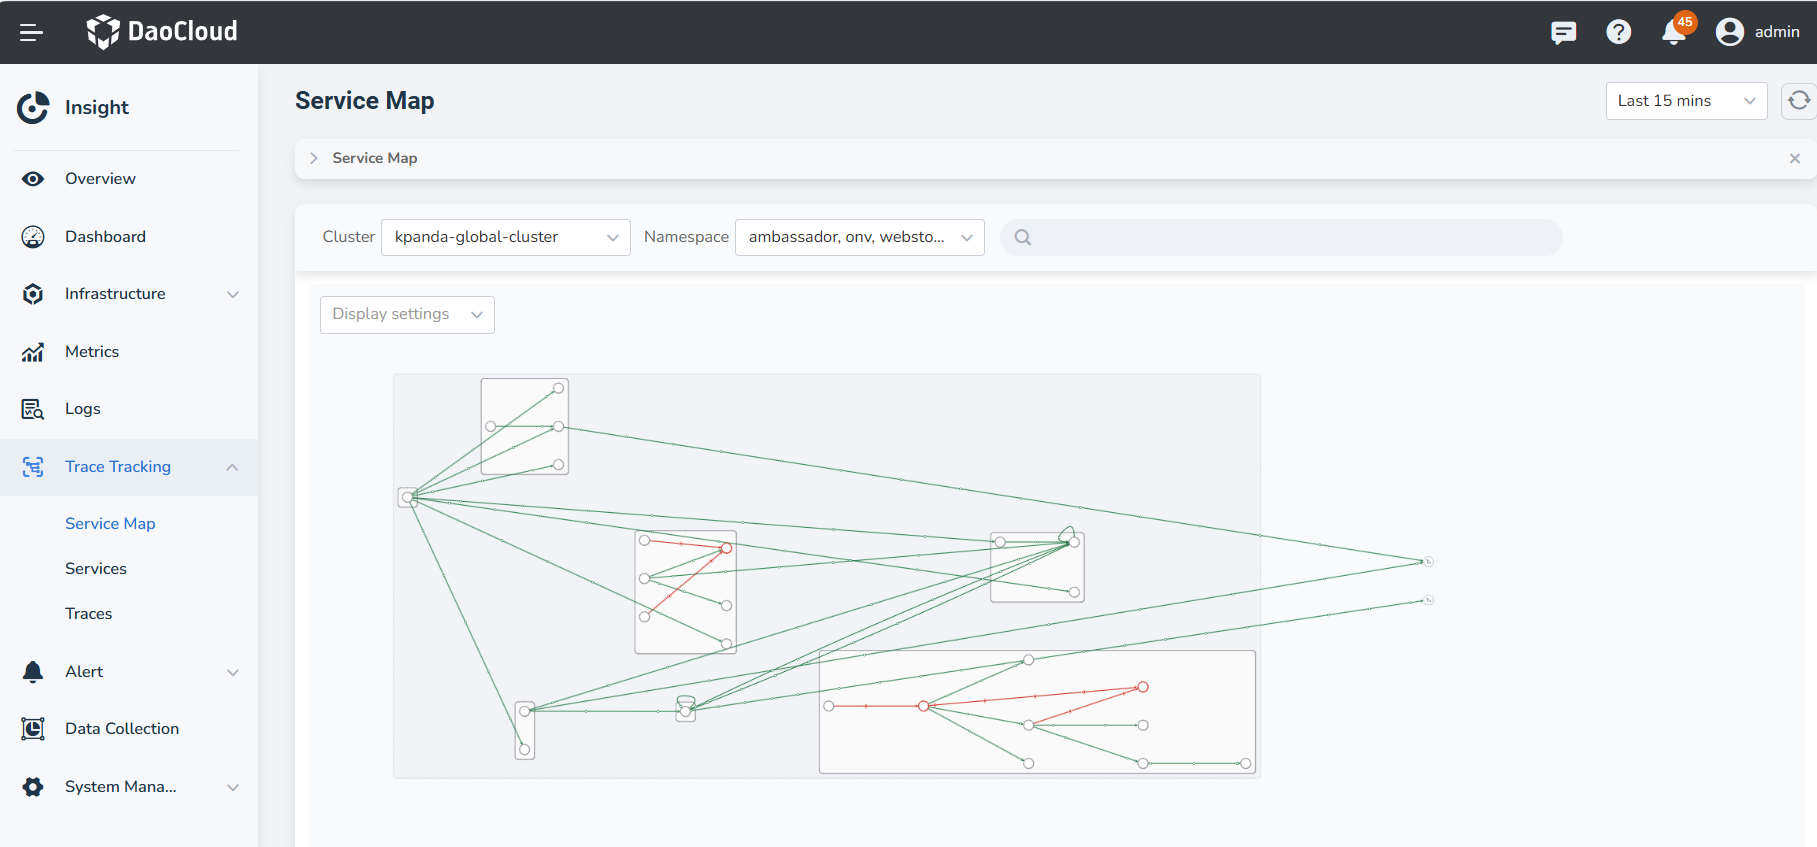 DaoCloud
45
admin
Insight
Overview
Dashboard
Infrastructure
Metrics
Logs
Trace Tracking
Service Map
Services
Traces
Alert
Data Collection
System Mana...
Service Map
Last 15 mins
Service Map
Cluster
kpanda-global-cluster
Namespace
ambassador, onv, websto...
Display settings